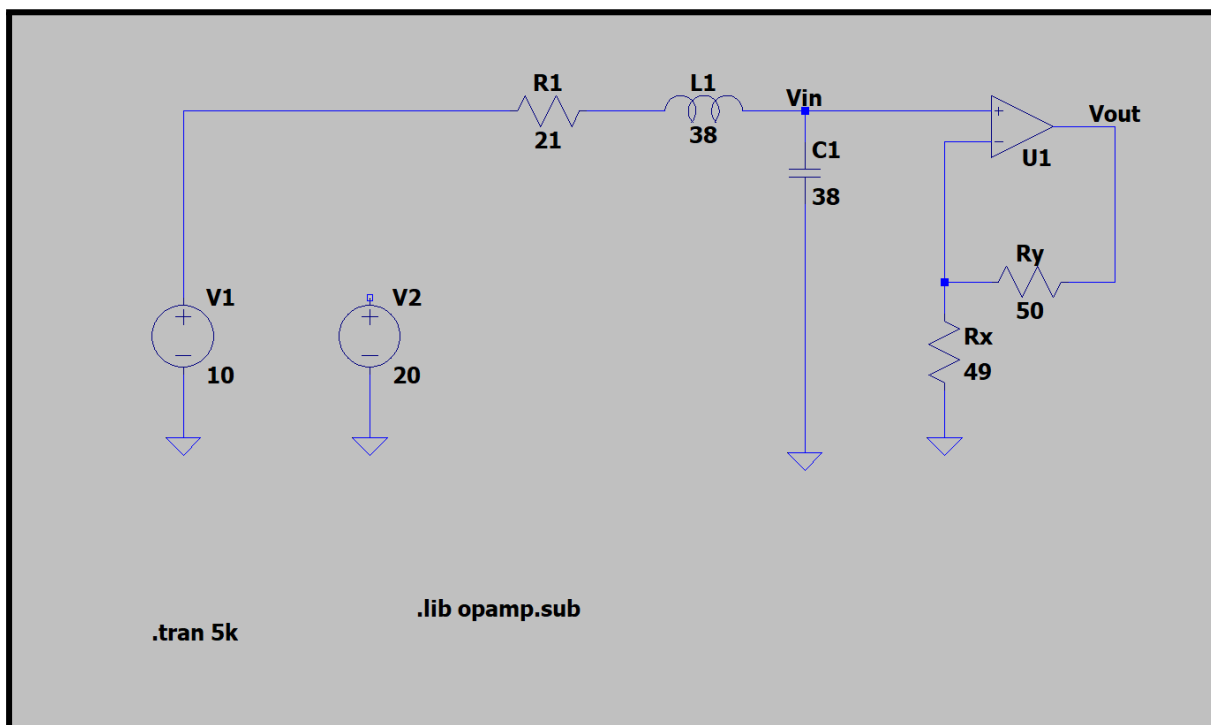 R1
21
L1
38
Vin
C1
38
+
−
U1
Vout
Ry
50
Rx
49
V1
+
−
10
V2
+
−
20
.lib opamp.sub
.tran 5k